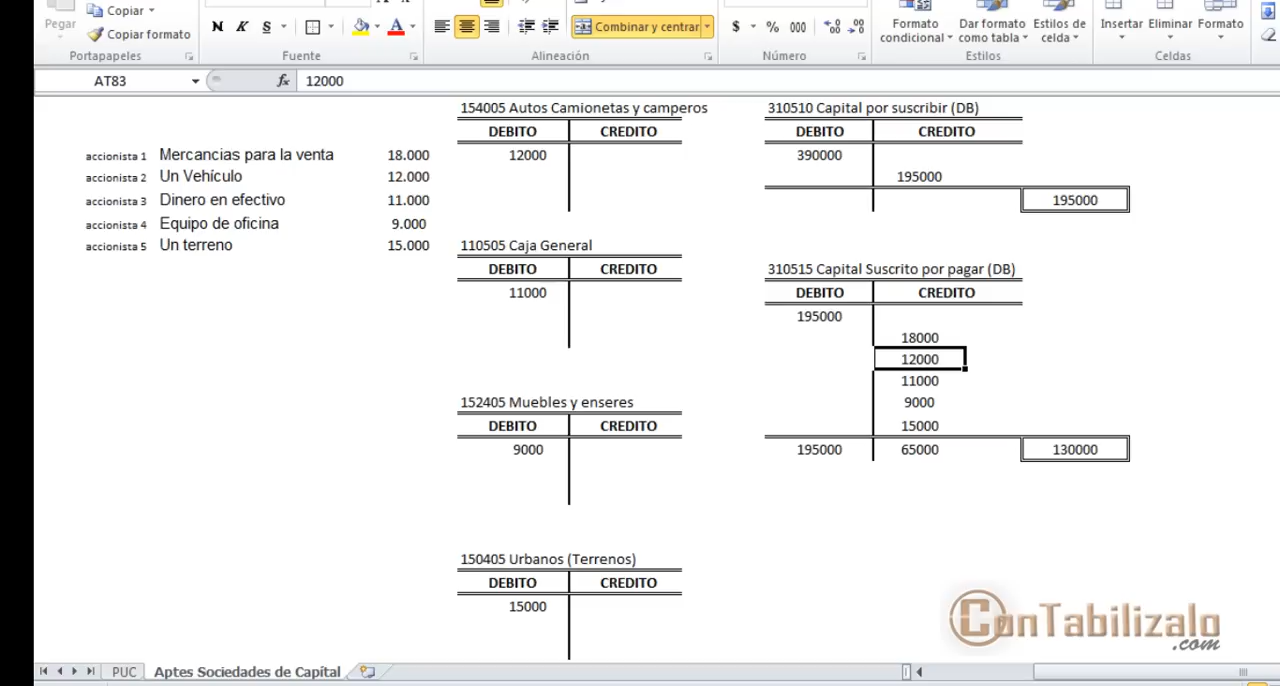 Pegar
Copiar
Copiar formato
Portapapeles
N K S A
Fuente
Combinar y centrar
Alineación
$ % 000
Número
Formato condicional
Dar formato como tabla
Estilos de celda
Estilos
Insertar Eliminar Formato
Celdas
AT83
fx 12000
accionista 1 Mercancias para la venta 18.000
accionista 2 Un Vehículo 12.000
accionista 3 Dinero en efectivo 11.000
accionista 4 Equipo de oficina 9.000
accionista 5 Un terreno 15.000
154005 Autos Camionetas y camperos
DEBITO CREDITO
12000
110505 Caja General
DEBITO CREDITO
11000
152405 Muebles y enseres
DEBITO CREDITO
9000
150405 Urbanos (Terrenos)
DEBITO CREDITO
15000
310510 Capital por suscribir (DB)
DEBITO CREDITO
390000
195000
195000
310515 Capital Suscrito por pagar (DB)
DEBITO CREDITO
195000
18000
12000
11000
9000
15000
195000 65000 130000
ConTabilizalo
.com
PUC Aptes Sociedades de Capítal